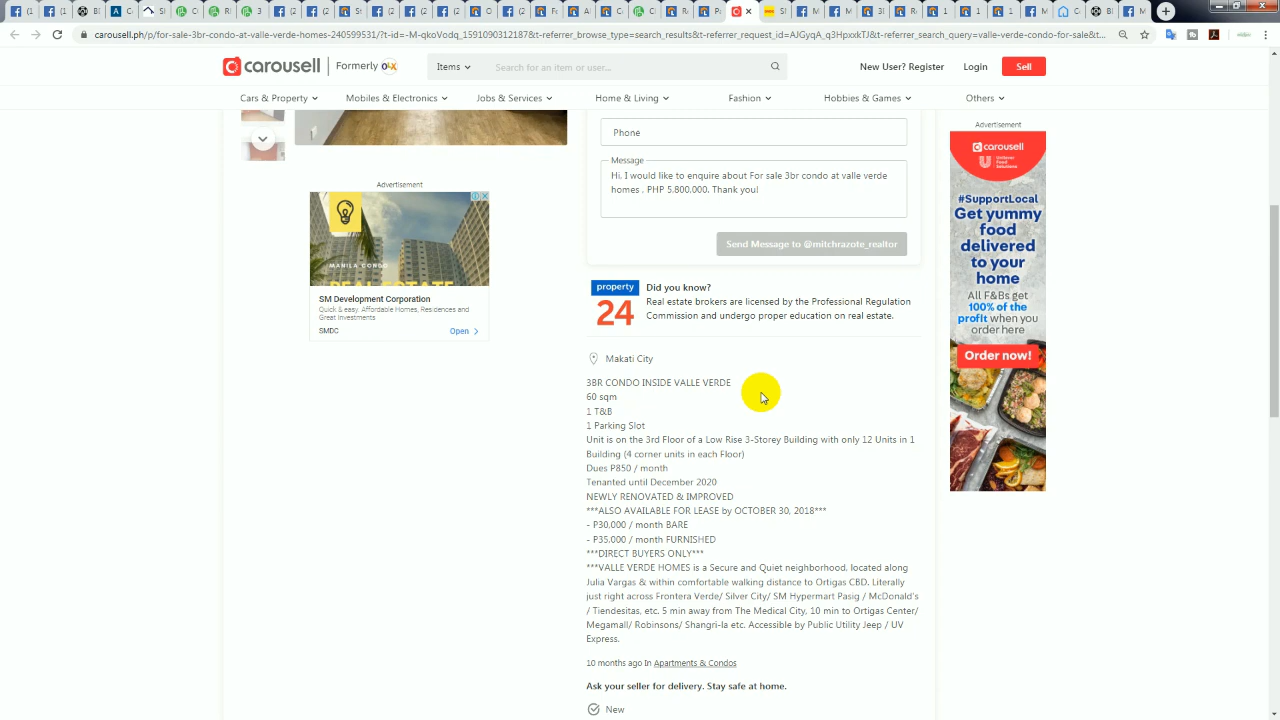 carousell.ph/p/for-sale-3br-condo-at-valle-verde-homes-240599531/?t-id=-M-qkoVodq_1591090312187&t-referrer_browse_type=search_results&t-referrer_request_id=AJGyqA_q3HpxxkTJ&t-referrer_search_query=valle-verde-condo-for-sale&t...
carousell Formerly olx
Items
Search for an item or user...
New User? Register
Login
Sell
Cars & Property
Mobiles & Electronics
Jobs & Services
Home & Living
Fashion
Hobbies & Games
Others
Phone
Message
Hi. I would like to enquire about For sale 3br condo at valle verde
homes . PHP 5.800.000. Thank you!
Send Message to @mitchrazote_realtor
Advertisement
MANILA CONDO
REAL ESTATE
SM Development Corporation
Quick & easy. Affordable Homes, Residences and
Great Investments
SMDC
Open
property
24
Did you know?
Real estate brokers are licensed by the Professional Regulation
Commission and undergo proper education on real estate.
Makati City
3BR CONDO INSIDE VALLE VERDE
60 sqm
1 T&B
1 Parking Slot
Unit is on the 3rd Floor of a Low Rise 3-Storey Building with only 12 Units in 1
Building (4 corner units in each Floor)
Dues P850 / month
Tenanted until December 2020
NEWLY RENOVATED & IMPROVED
***ALSO AVAILABLE FOR LEASE by OCTOBER 30, 2018***
- P30,000 / month BARE
- P35.000 / month FURNISHED
***DIRECT BUYERS ONLY***
***VALLE VERDE HOMES is a Secure and Quiet neighborhood, located along
Julia Vargas & within comfortable walking distance to Ortigas CBD. Literally
just right across Frontera Verde/ Silver City/ SM Hypermart Pasig / McDonald's
/ Tiendesitas, etc. 5 min away from The Medical City, 10 min to Ortigas Center/
Megamall/ Robinsons/ Shangri-la etc. Accessible by Public Utility Jeep / UV
Express.
10 months ago In Apartments & Condos
Ask your seller for delivery. Stay safe at home.
New
Advertisement
carousell
Unilever
Food
Solutions
#SupportLocal
Get yummy
food
delivered
to your
home
All F&Bs get
100% of the
profit when you
order here
Order now!